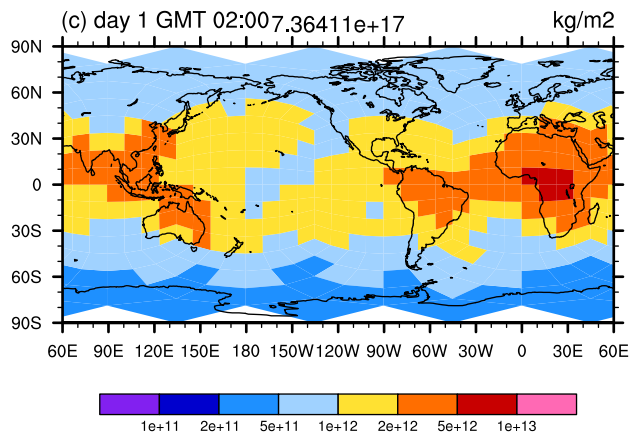 (c) day 1 GMT 02:00 7.36411e+17 kg/m2
90N
60N
30N
0
30S
60S
90S
60E 90E 120E 150E 180 150W 120W 90W 60W 30W 0 30E 60E
1e+11 2e+11 5e+11 1e+12 2e+12 5e+12 1e+13